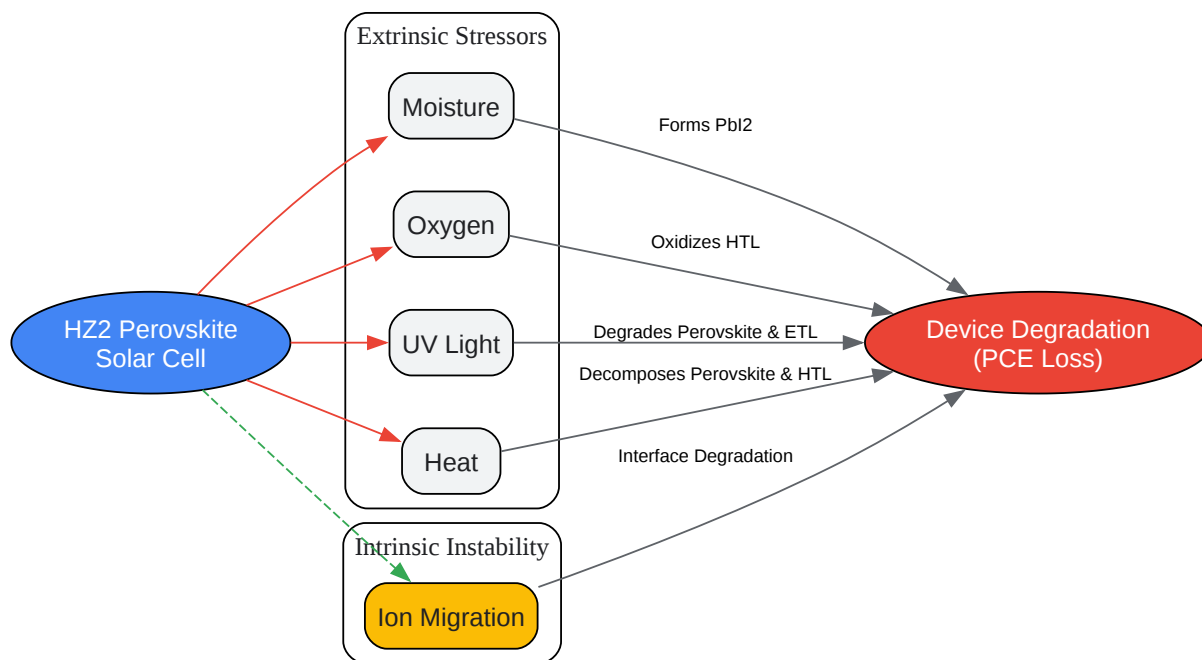 Extrinsic Stressors
Moisture
Forms PbI2
Oxygen
Oxidizes HTL
HZ2 Perovskite
Solar Cell
UV Light
Degrades Perovskite & ETL
Device Degradation
(PCE Loss)
Decomposes Perovskite & HTL
Heat
Interface Degradation
Intrinsic Instability
Ion Migration